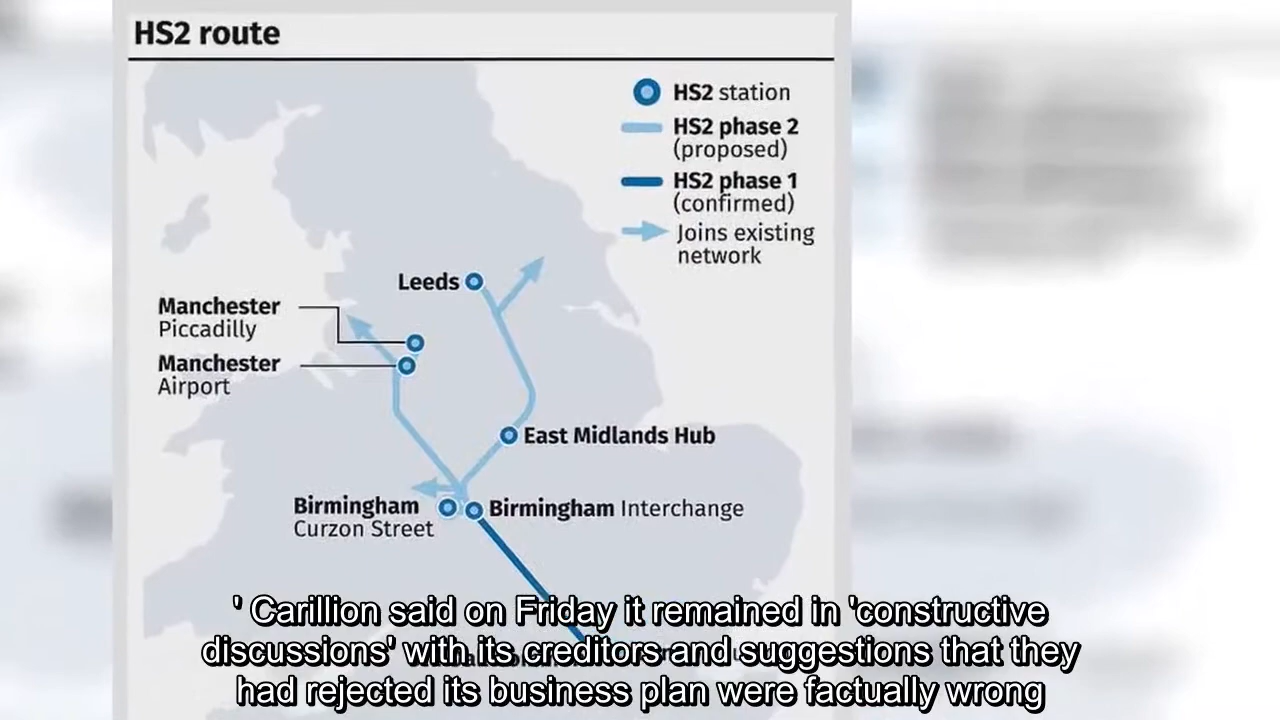 HS2 route
HS2 station
HS2 phase 2
(proposed)
HS2 phase 1
(confirmed)
Joins existing
network
Leeds
Manchester
Piccadilly
Manchester
Airport
East Midlands Hub
Birmingham
Curzon Street
Birmingham Interchange
' Carillion said on Friday it remained in 'constructive
discussions' with its creditors and suggestions that they
had rejected its business plan were factually wrong